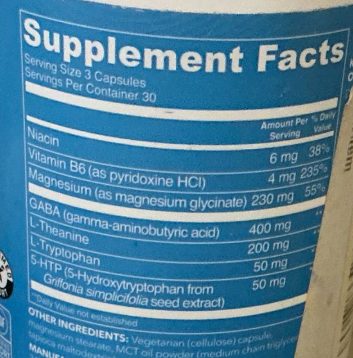 Supplement Facts
Serving Size 3 Capsules
Servings Per Container 30
Amount Per Serving % Daily Value
Niacin 6 mg 38%
Vitamin B6 (as pyridoxine HCl) 4 mg 235%
Magnesium (as magnesium glycinate) 230 mg 55%
GABA (gamma-aminobutyric acid) 400 mg **
L-Theanine 200 mg
L-Tryptophan 50 mg
5-HTP (5-Hydroxytryptophan from 50 mg
Griffonia simplicifolia seed extract)
**Daily Value not established
OTHER INGREDIENTS: Vegetarian (cellulose) capsule,
magnesium stearate, MCT oil powder (medium chain